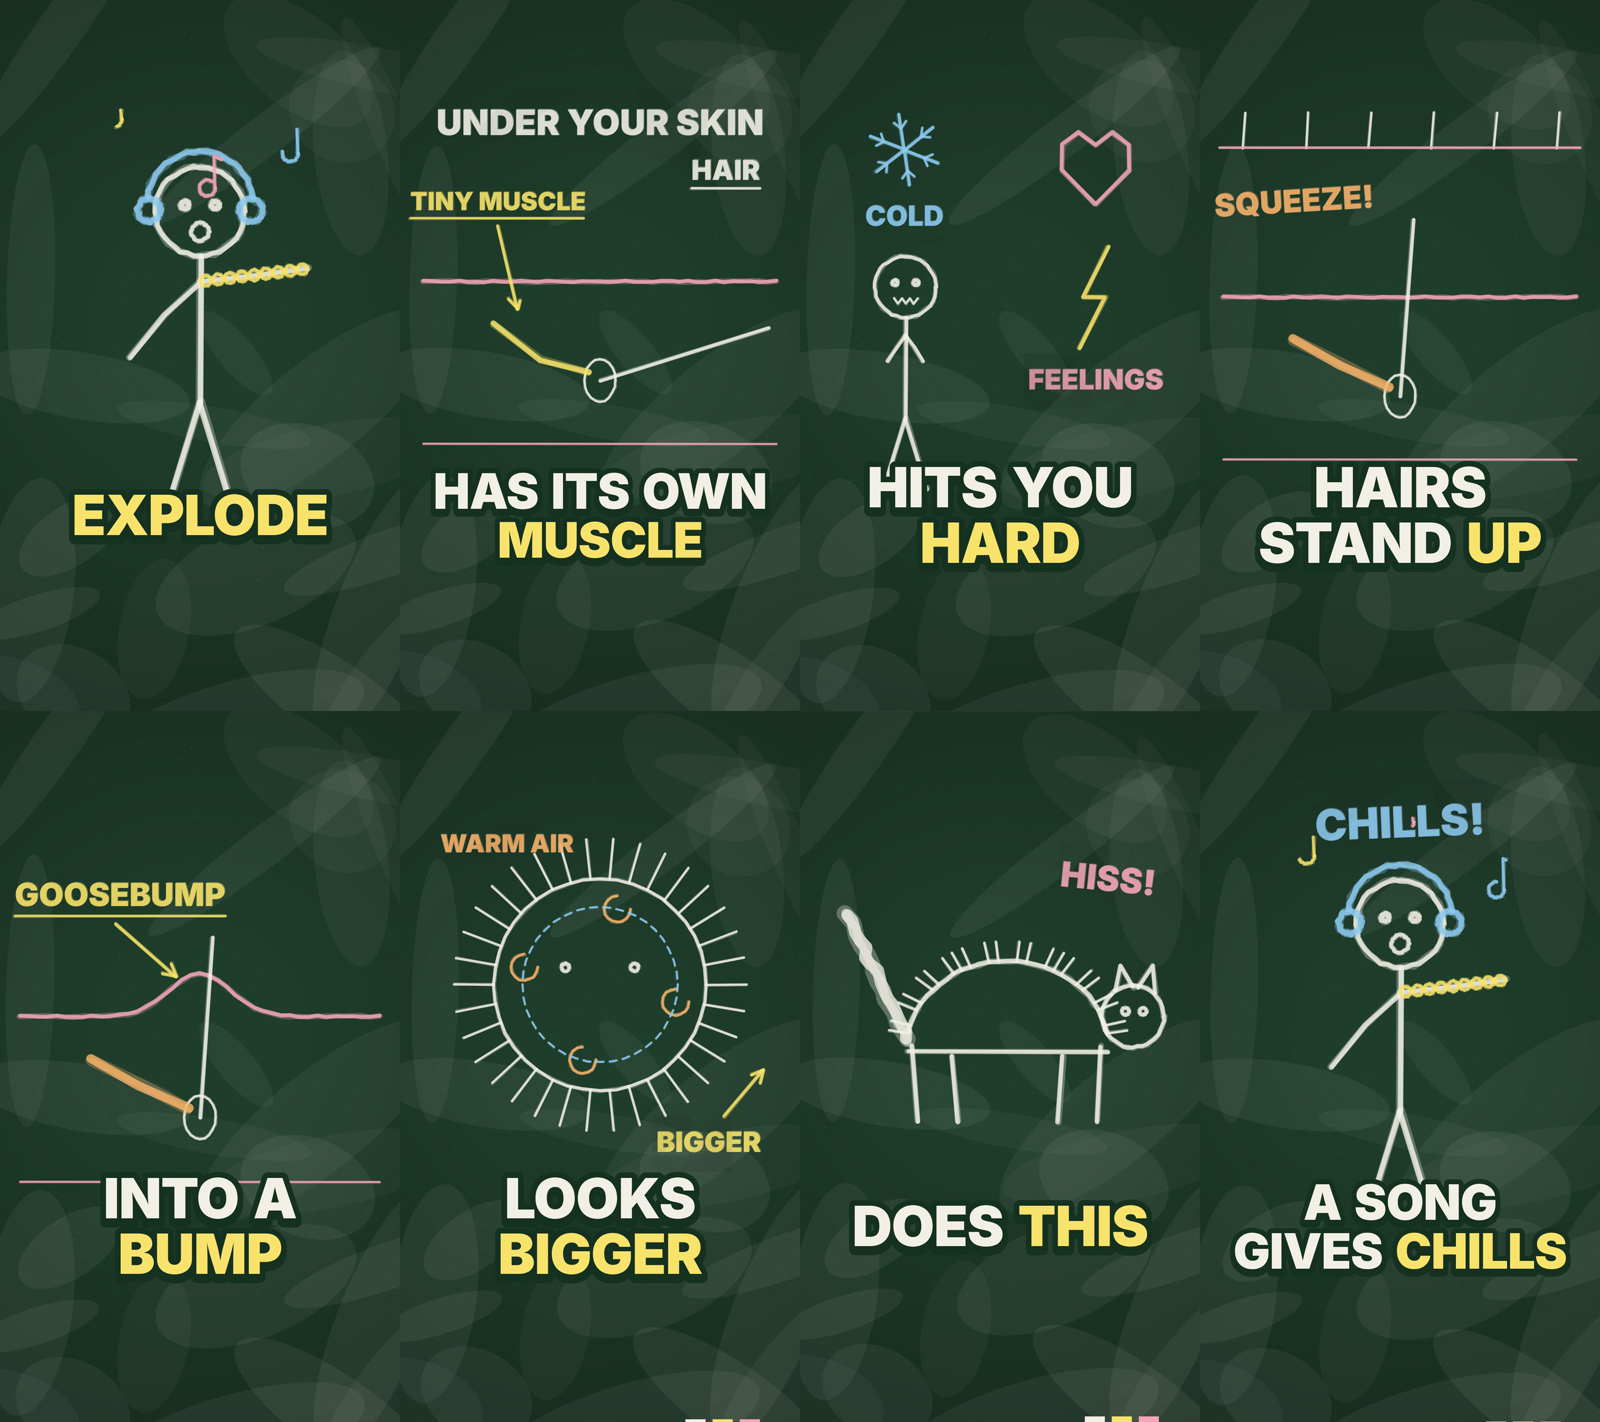 EXPLODE
UNDER YOUR SKIN
HAIR
TINY MUSCLE
HAS ITS OWN
MUSCLE
COLD
FEELINGS
HITS YOU
HARD
SQUEEZE!
HAIRS
STAND UP
GOOSEBUMP
INTO A
BUMP
WARM AIR
BIGGER
LOOKS
BIGGER
HISS!
DOES THIS
CHILLS!
A SONG
GIVES CHILLS